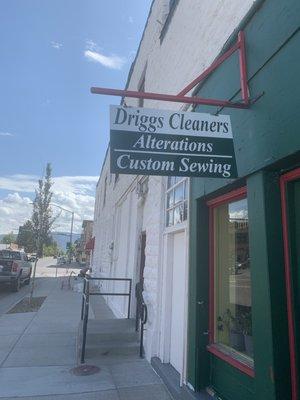 Driggs Cleaners
Alterations
Custom Sewing